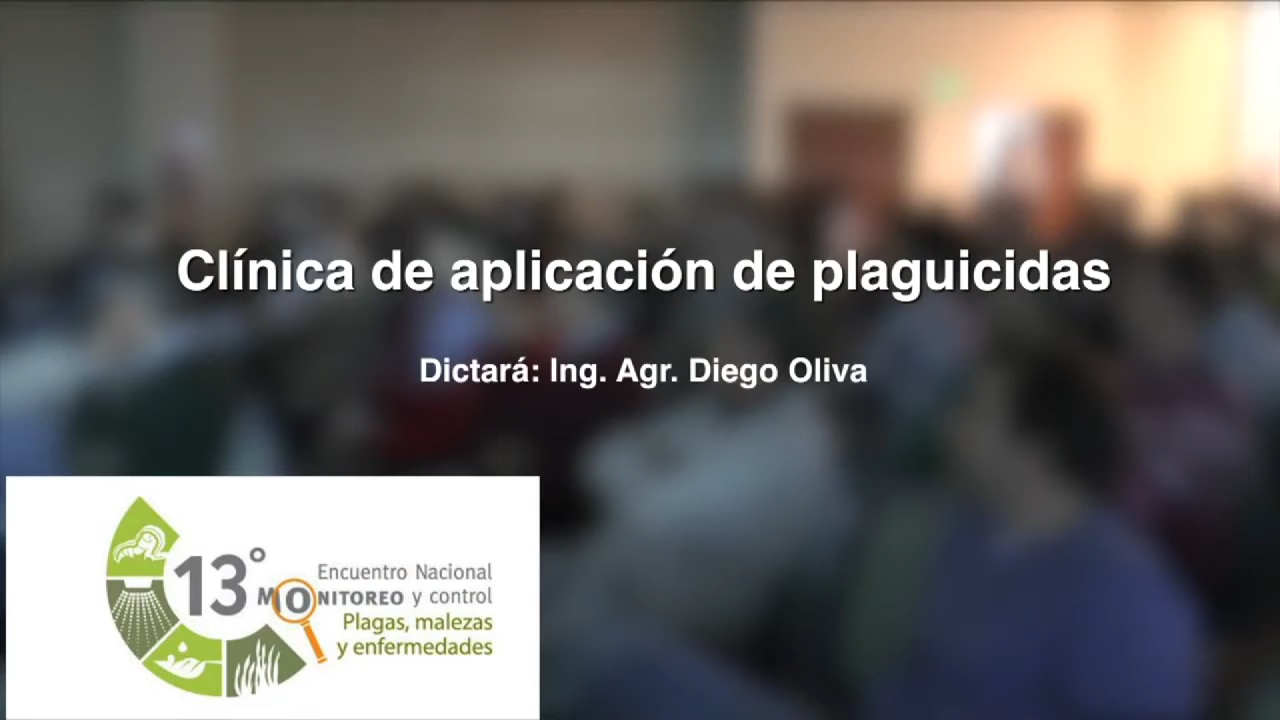 Clínica de aplicación de plaguicidas
Dictará: Ing. Agr. Diego Oliva
13°
Encuentro Nacional
MONITOREO y control
Plagas, malezas
y enfermedades